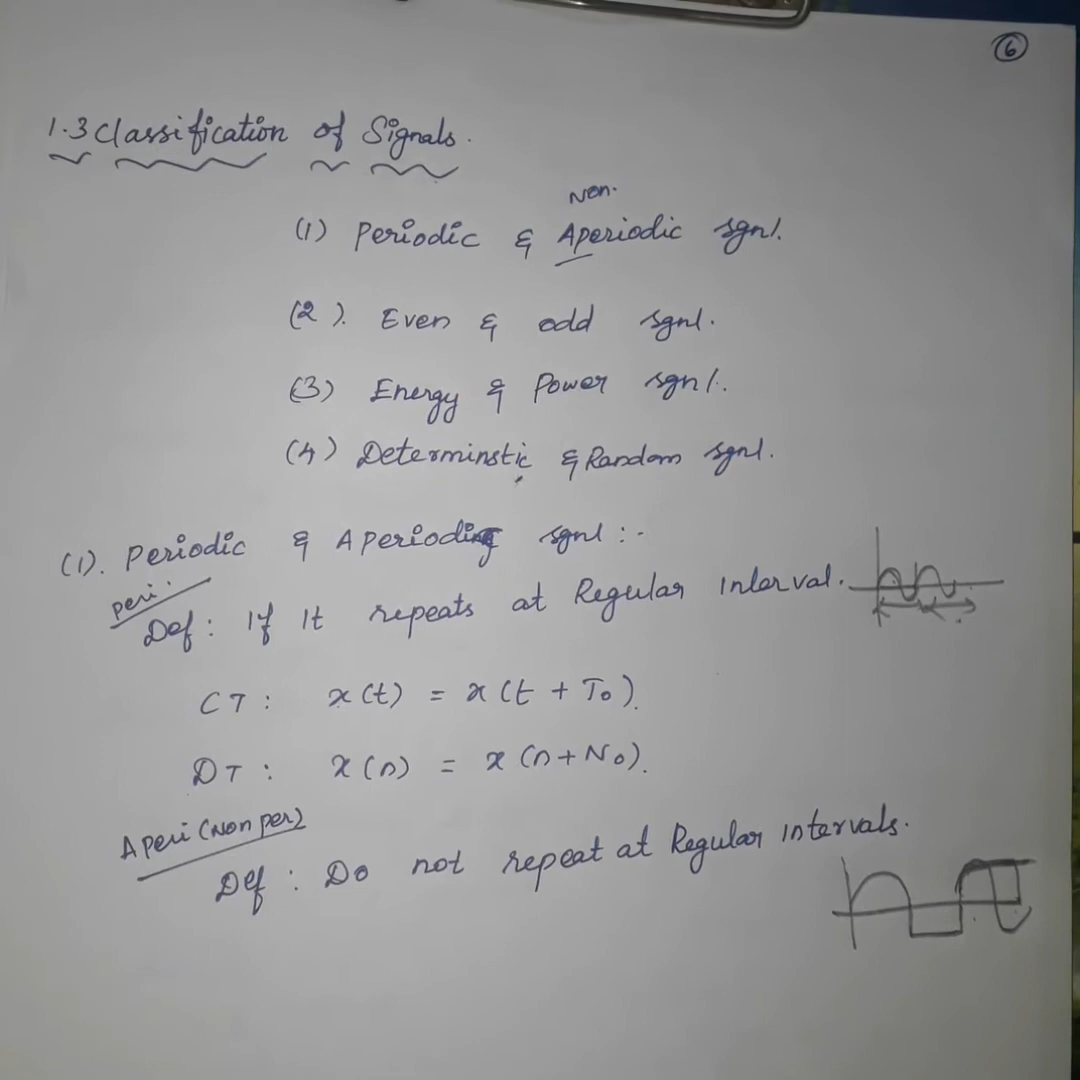 6
1.3 Classification of Signals.
Non.
(1) Periodic & Aperiodic sgnl.
(2). Even & odd sgnl.
(3) Energy & Power sgnl.
(4) Determinstic & Random sgnl.
(1). Periodic & Aperiodic sgnl :-
peri..
Def : If It repeats at Regular Interval.
CT : x(t) = x(t + T₀).
DT : x(n) = x(n+N₀).
Aperi (Non per)
Def : Do not repeat at Regular intervals.